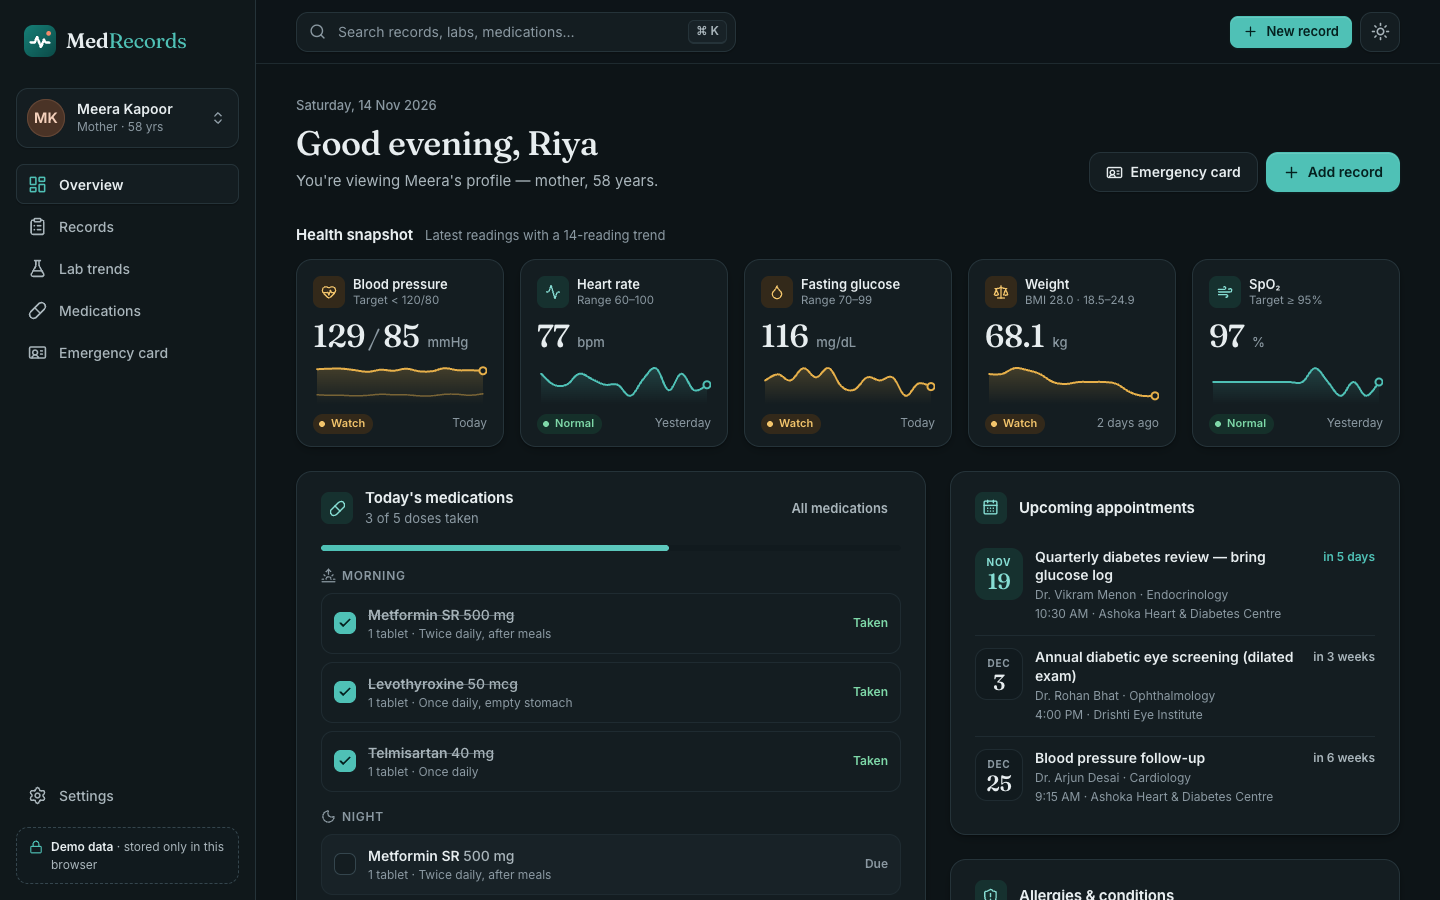 MedRecords
Search records, labs, medications...
⌘ K
New record
MK
Meera Kapoor
Mother · 58 yrs
Overview
Records
Lab trends
Medications
Emergency card
Settings
Demo data · stored only in this
browser
Saturday, 14 Nov 2026
Good evening, Riya
You're viewing Meera's profile — mother, 58 years.
Emergency card
Add record
Health snapshot Latest readings with a 14-reading trend
Blood pressure
Target < 120/80
129/85 mmHg
Watch Today
Heart rate
Range 60–100
77 bpm
Normal Yesterday
Fasting glucose
Range 70–99
116 mg/dL
Watch Today
Weight
BMI 28.0 · 18.5–24.9
68.1 kg
Watch 2 days ago
SpO₂
Target ≥ 95%
97 %
Normal Yesterday
Today's medications
3 of 5 doses taken
All medications
MORNING
Metformin SR 500 mg
1 tablet · Twice daily, after meals
Taken
Levothyroxine 50 mcg
1 tablet · Once daily, empty stomach
Taken
Telmisartan 40 mg
1 tablet · Once daily
Taken
NIGHT
Metformin SR 500 mg
1 tablet · Twice daily, after meals
Due
Upcoming appointments
NOV
19
Quarterly diabetes review — bring
glucose log
in 5 days
Dr. Vikram Menon · Endocrinology
10:30 AM · Ashoka Heart & Diabetes Centre
DEC
3
Annual diabetic eye screening (dilated
exam)
in 3 weeks
Dr. Rohan Bhat · Ophthalmology
4:00 PM · Drishti Eye Institute
DEC
25
Blood pressure follow-up
in 6 weeks
Dr. Arjun Desai · Cardiology
9:15 AM · Ashoka Heart & Diabetes Centre
Allergies & conditions